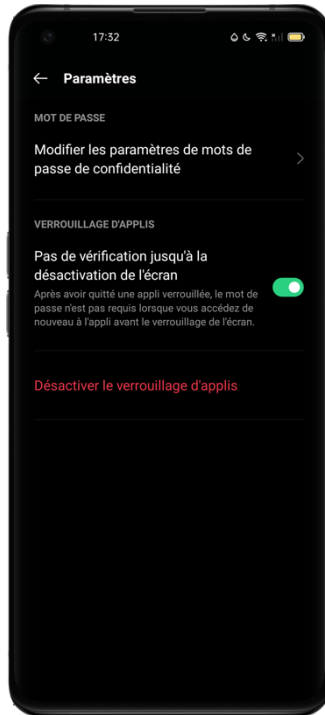 17:32
Paramètres
MOT DE PASSE
Modifier les paramètres de mots de
passe de confidentialité
VERROUILLAGE D'APPLIS
Pas de vérification jusqu'à la
désactivation de l'écran
Après avoir quitté une appli verrouillée, le mot de
passe n'est pas requis lorsque vous accédez de
nouveau à l'appli avant le verrouillage de l'écran.
Désactiver le verrouillage d'applis